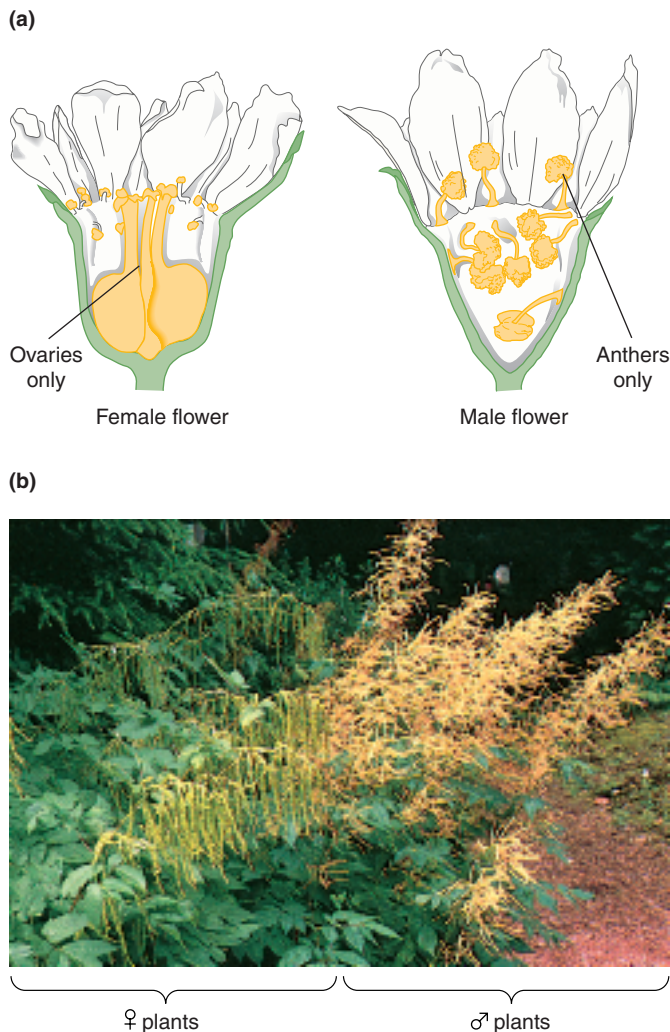 (a)
Ovaries
only
Anthers
only
Female flower
Male flower
(b)
♀ plants
♂ plants